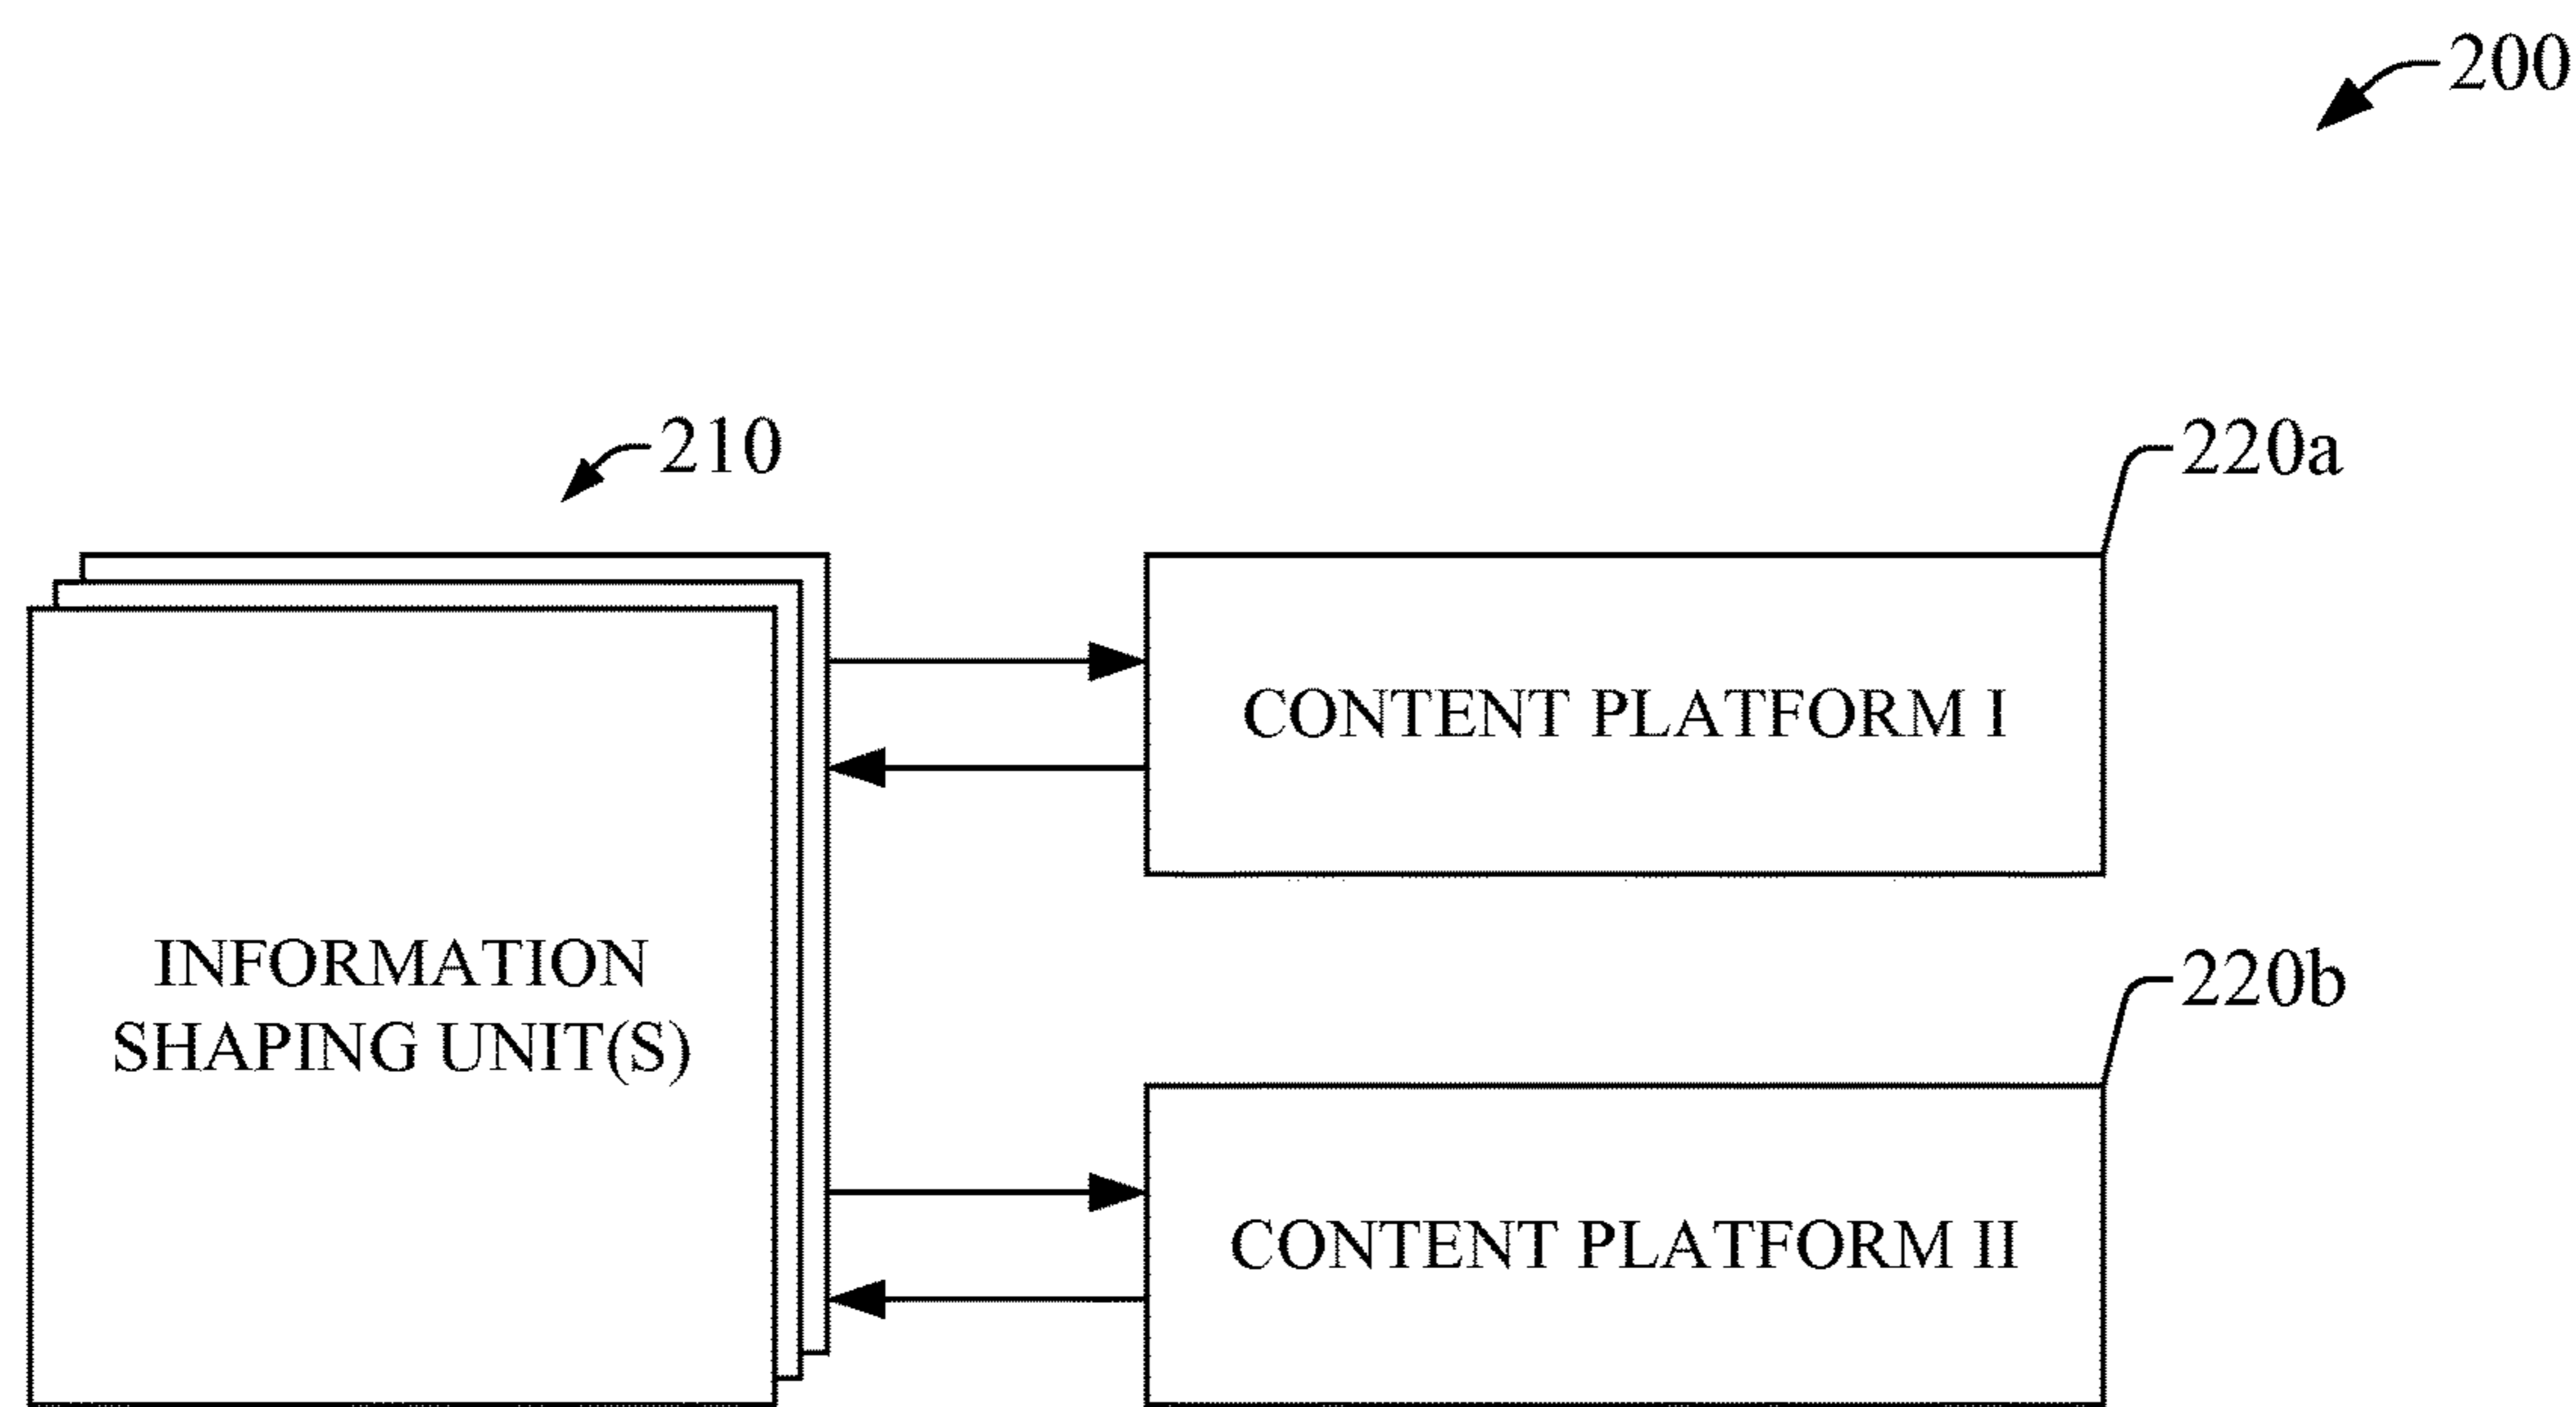 200
210
220a
CONTENT PLATFORM I
INFORMATION
SHAPING UNIT(S)
220b
CONTENT PLATFORM II